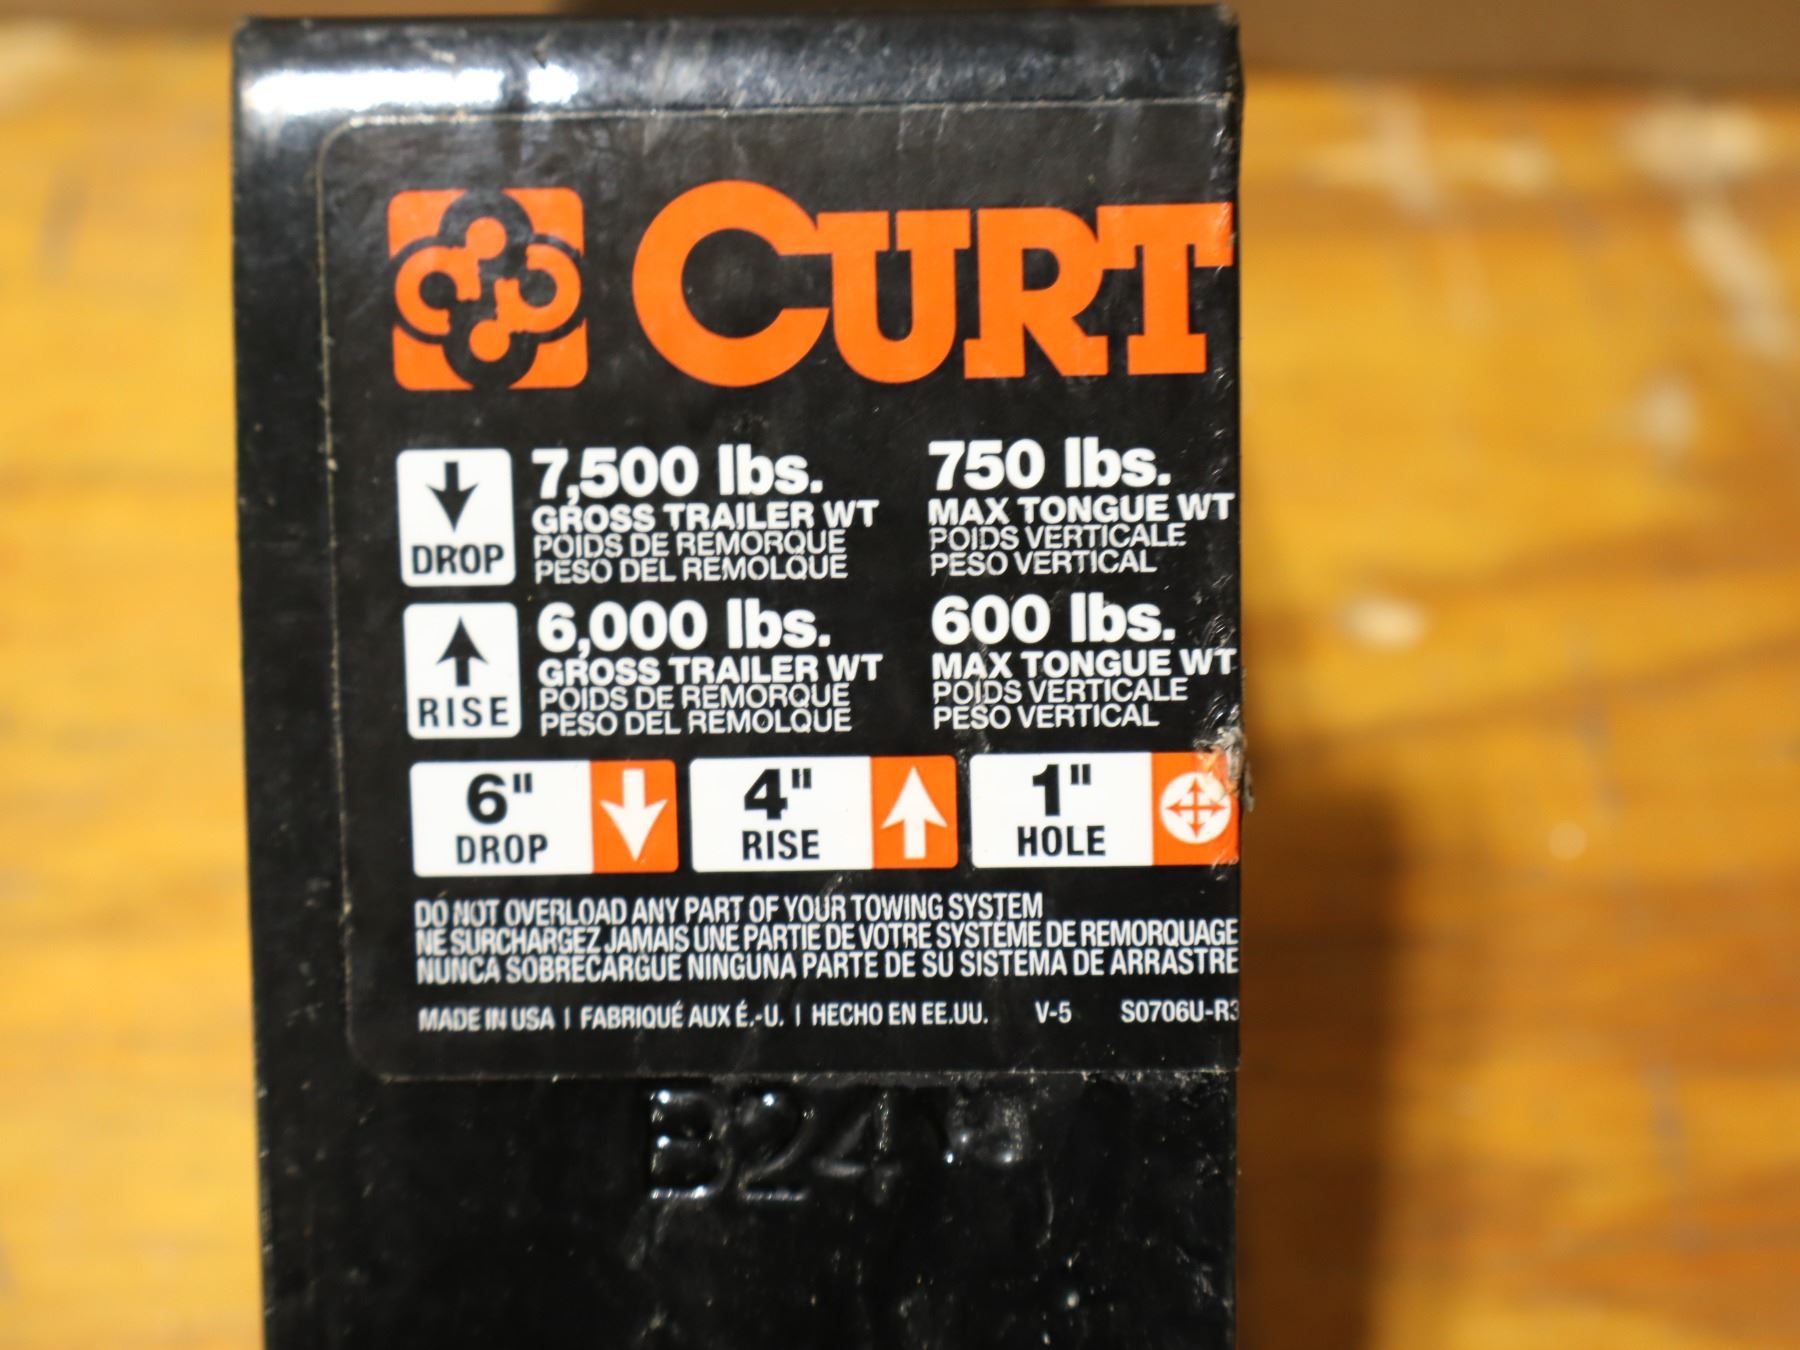 CURT
DROP
7,500 lbs.
GROSS TRAILER WT
POIDS DE REMORQUE
PESO DEL REMOLQUE
750 lbs.
MAX TONGUE WT
POIDS VERTICALE
PESO VERTICAL
RISE
6,000 lbs.
GROSS TRAILER WT
POIDS DE REMORQUE
PESO DEL REMOLQUE
600 lbs.
MAX TONGUE WT
POIDS VERTICALE
PESO VERTICAL
6" DROP
4" RISE
1" HOLE
DO NOT OVERLOAD ANY PART OF YOUR TOWING SYSTEM
NE SURCHARGEZ JAMAIS UNE PARTIE DE VOTRE SYSTÈME DE REMORQUAGE
NUNCA SOBRECARGUE NINGUNA PARTE DE SU SISTEMA DE ARRASTRE
MADE IN USA | FABRIQUÉ AUX É.-U. | HECHO EN EE.UU. V-5 S0706U-R3
B24